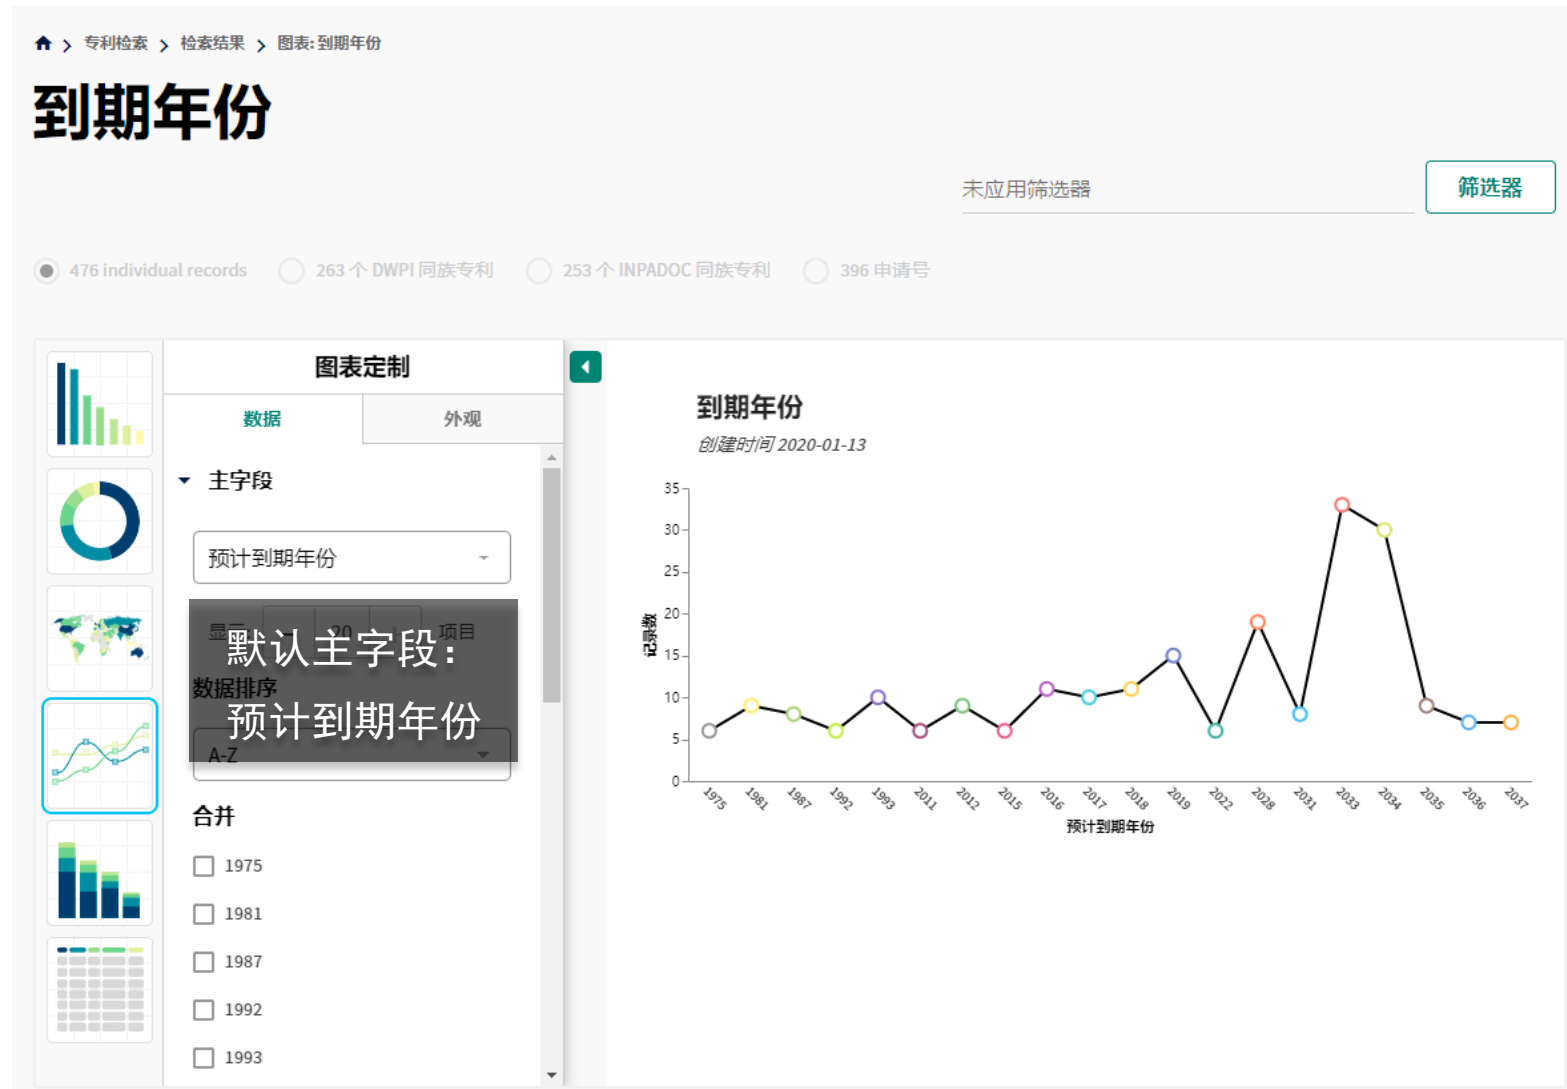 专利检索 检索结果 图表: 到期年份
到期年份
未应用筛选器 筛选器
476 individual records 263 个 DWPI 同族专利 253 个 INPADOC 同族专利 396 申请号
图表定制
数据 外观
主字段
预计到期年份
显示 20 项目
默认主字段：
数据排序
预计到期年份
A-Z
合并
1975
1981
1987
1992
1993
到期年份
创建时间 2020-01-13
35
30
25
20
15
10
5
0
记录数
1975 1981 1987 1992 1993 2011 2012 2015 2016 2017 2018 2019 2022 2028 2031 2033 2034 2035 2036 2037
预计到期年份